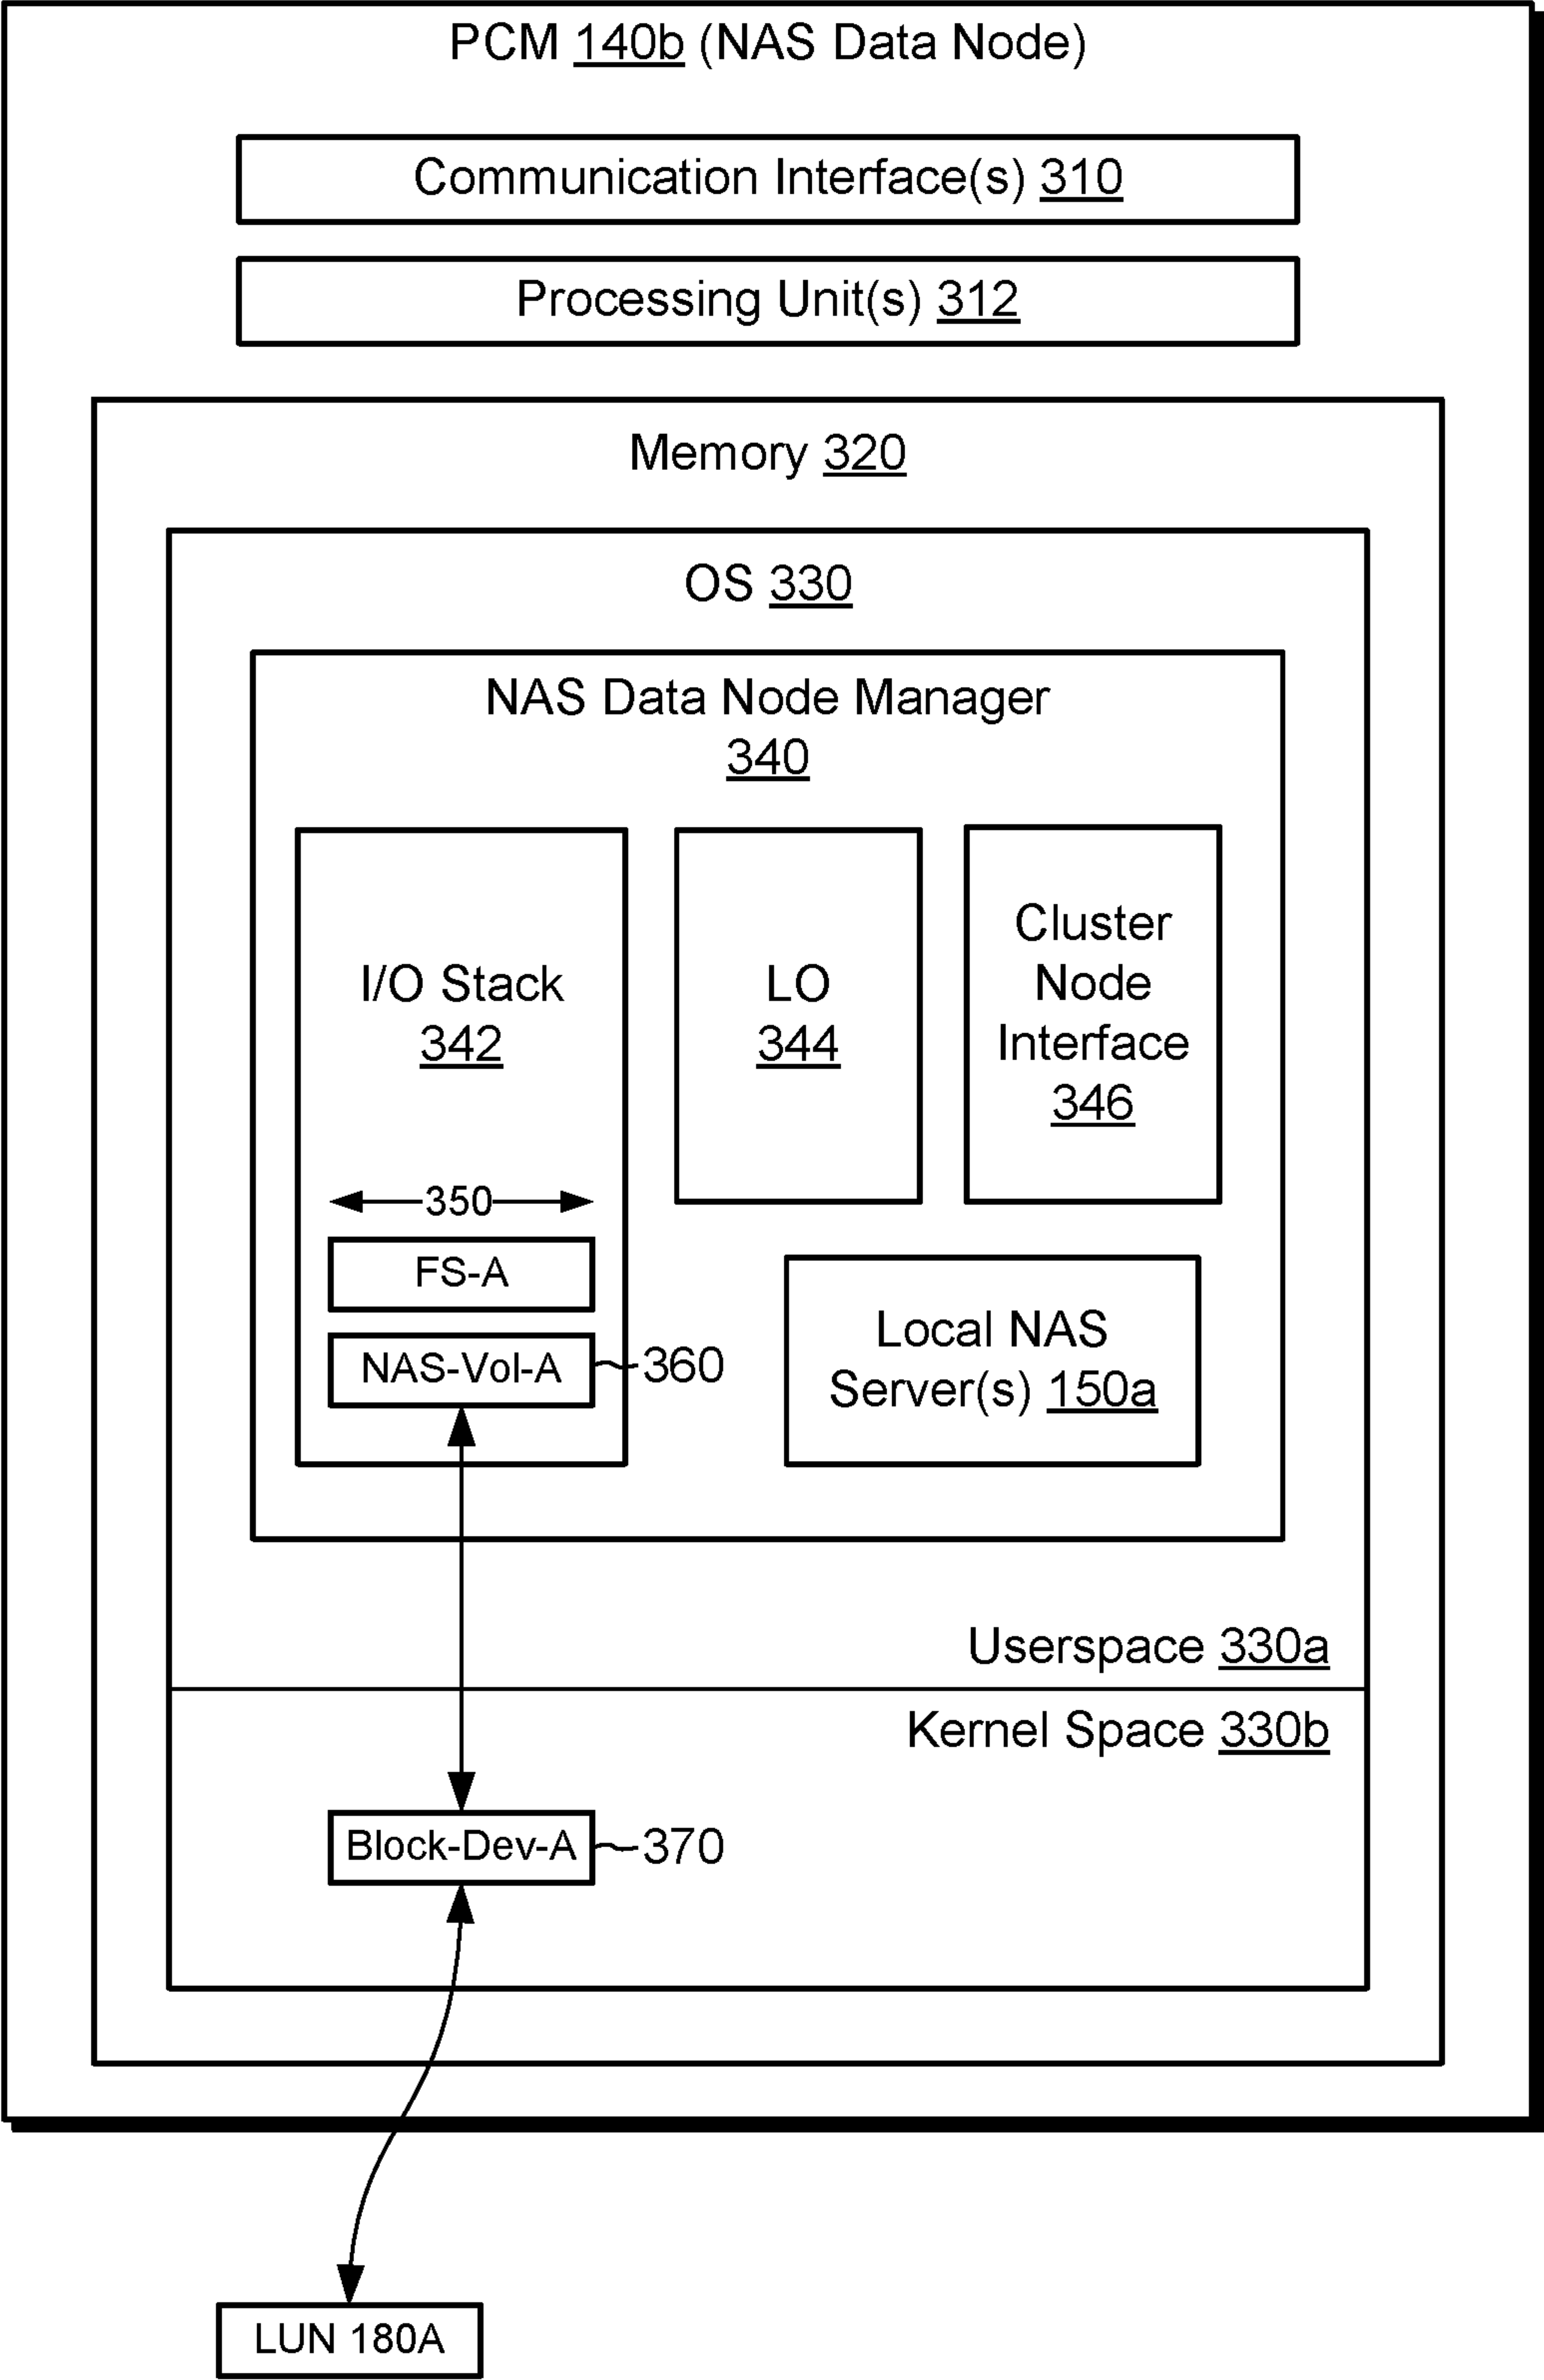 PCM 140b (NAS Data Node)
Communication Interface(s) 310
Processing Unit(s) 312
Memory 320
OS 330
NAS Data Node Manager
340
I/O Stack
342
350
FS-A
NAS-Vol-A
360
LO
344
Cluster
Node
Interface
346
Local NAS
Server(s) 150a
Userspace 330a
Kernel Space 330b
Block-Dev-A
370
LUN 180A